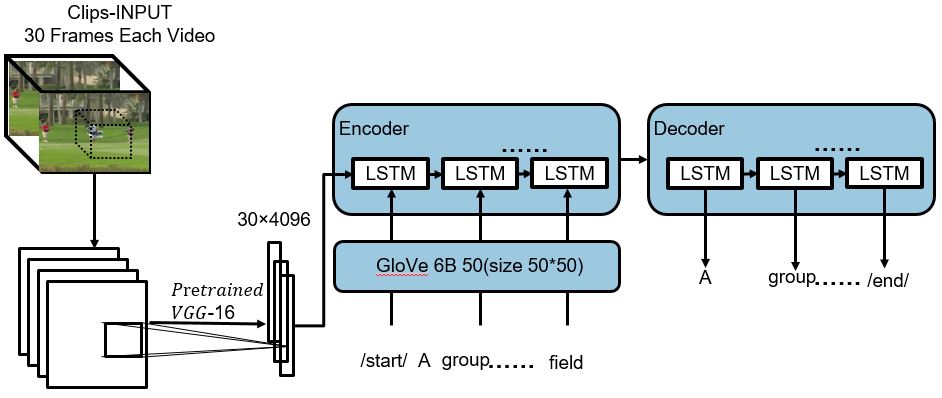 Clips-INPUT
30 Frames Each Video
Encoder
......
LSTM LSTM LSTM
Decoder
......
LSTM LSTM LSTM
30×4096
Pretrained
VGG-16
GloVe 6B 50(size 50*50)
A group...... /end/
/start/ A group...... field